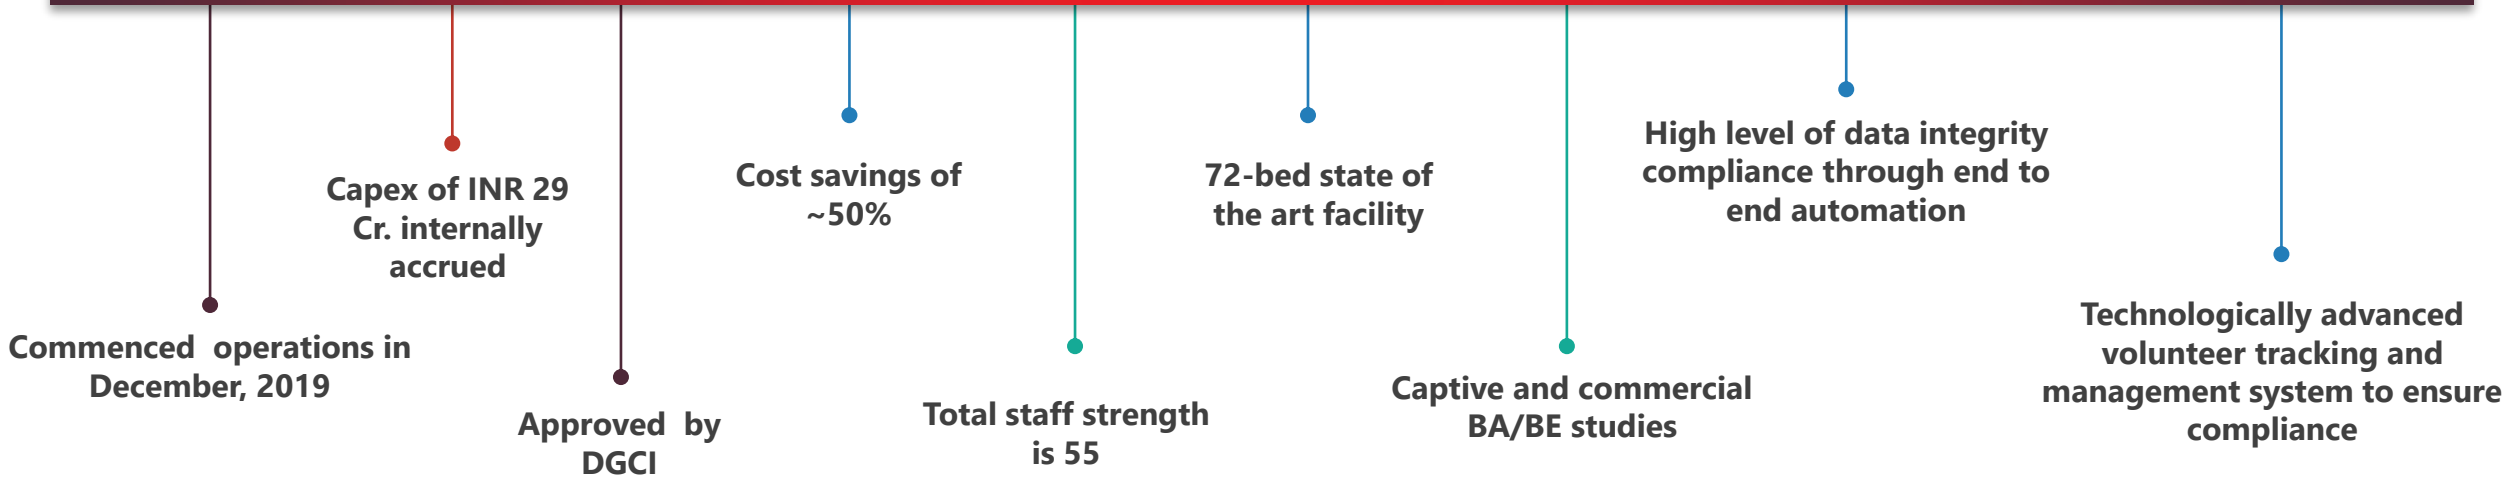 Commenced operations in
December, 2019
Capex of INR 29
Cr. internally
accrued
Approved by
DGCI
Cost savings of
~50%
Total staff strength
is 55
72-bed state of
the art facility
Captive and commercial
BA/BE studies
High level of data integrity
compliance through end to
end automation
Technologically advanced
volunteer tracking and
management system to ensure
compliance